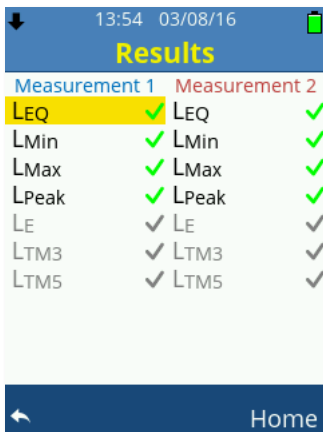 13:54 03/08/16
Results
Measurement 1 Measurement 2
LEQ LEQ
LMin LMin
LMax LMax
LPeak LPeak
LE LE
LTM3 LTM3
LTM5 LTM5
Home